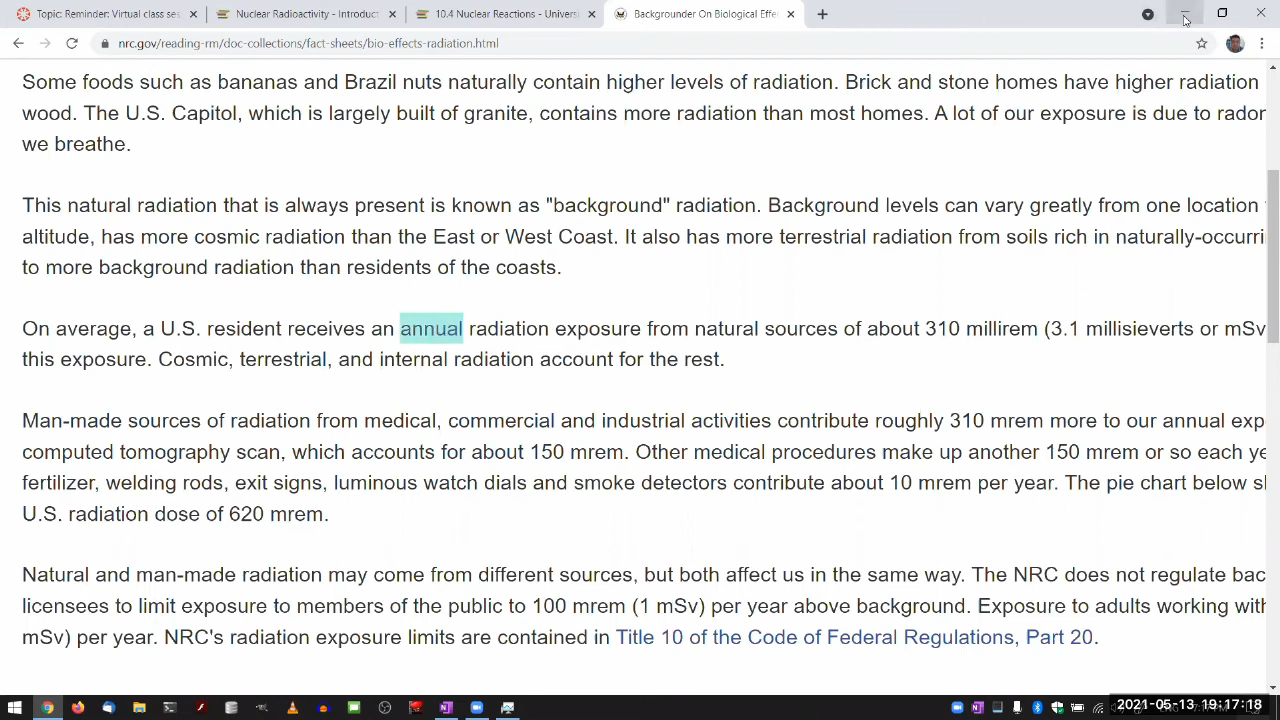 Topic: Reminder: Virtual class ses
Nuclear Radioactivity - Introduct
10.4 Nuclear Reactions - Univers
Backgrounder On Biological Effe
nrc.gov/reading-rm/doc-collections/fact-sheets/bio-effects-radiation.html
Some foods such as bananas and Brazil nuts naturally contain higher levels of radiation. Brick and stone homes have higher radiation
wood. The U.S. Capitol, which is largely built of granite, contains more radiation than most homes. A lot of our exposure is due to rador
we breathe.
This natural radiation that is always present is known as "background" radiation. Background levels can vary greatly from one location
altitude, has more cosmic radiation than the East or West Coast. It also has more terrestrial radiation from soils rich in naturally-occurri
to more background radiation than residents of the coasts.
On average, a U.S. resident receives an annual radiation exposure from natural sources of about 310 millirem (3.1 millisieverts or mSv
this exposure. Cosmic, terrestrial, and internal radiation account for the rest.
Man-made sources of radiation from medical, commercial and industrial activities contribute roughly 310 mrem more to our annual exp
computed tomography scan, which accounts for about 150 mrem. Other medical procedures make up another 150 mrem or so each ye
fertilizer, welding rods, exit signs, luminous watch dials and smoke detectors contribute about 10 mrem per year. The pie chart below sl
U.S. radiation dose of 620 mrem.
Natural and man-made radiation may come from different sources, but both affect us in the same way. The NRC does not regulate bac
licensees to limit exposure to members of the public to 100 mrem (1 mSv) per year above background. Exposure to adults working with
mSv) per year. NRC's radiation exposure limits are contained in Title 10 of the Code of Federal Regulations, Part 20.
2021-05-13 19:17:18